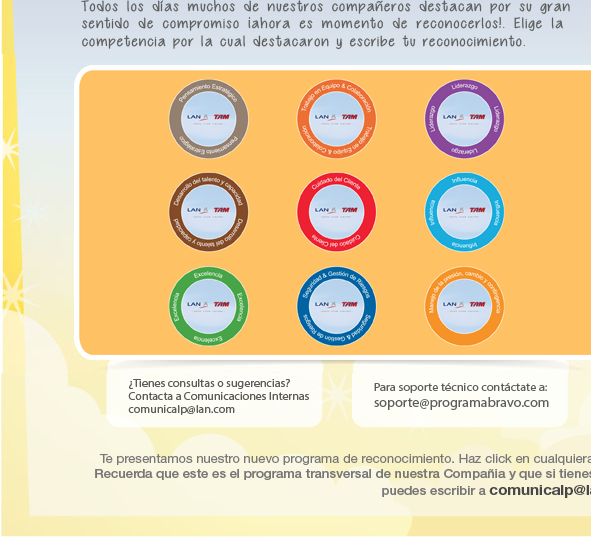 Todos los días muchos de nuestros compañeros destacan por su gran
sentido de compromiso ¡ahora es momento de reconocerlos!. Elige la
competencia por la cual destacaron y escribe tu reconocimiento.
Pensamiento Estratégico
LAN TAM
Pensamiento Estratégico
Trabajo en Equipo & Colaboración
LAN TAM
Trabajo en Equipo & Colaboración
Liderazgo
Liderazgo
LAN TAM
Liderazgo
Liderazgo
Desarrollo del talento y capacidad
LAN TAM
Desarrollo del talento y capacidad
Cuidado del Cliente
LAN TAM
Cuidado del Cliente
Influencia
Influencia
LAN TAM
Influencia
Influencia
Excelencia
Excelencia
LAN TAM
Excelencia
Excelencia
Seguridad & Gestión de Riesgos
LAN TAM
Seguridad & Gestión de Riesgos
Manejo de la presión, cambio y contingencia
LAN TAM
¿Tienes consultas o sugerencias?
Contacta a Comunicaciones Internas
comunicalp@lan.com
Para soporte técnico contáctate a:
soporte@programabravo.com
Te presentamos nuestro nuevo programa de reconocimiento. Haz click en cualquiera
Recuerda que este es el programa transversal de nuestra Compañia y que si tienes
puedes escribir a comunicalp@la